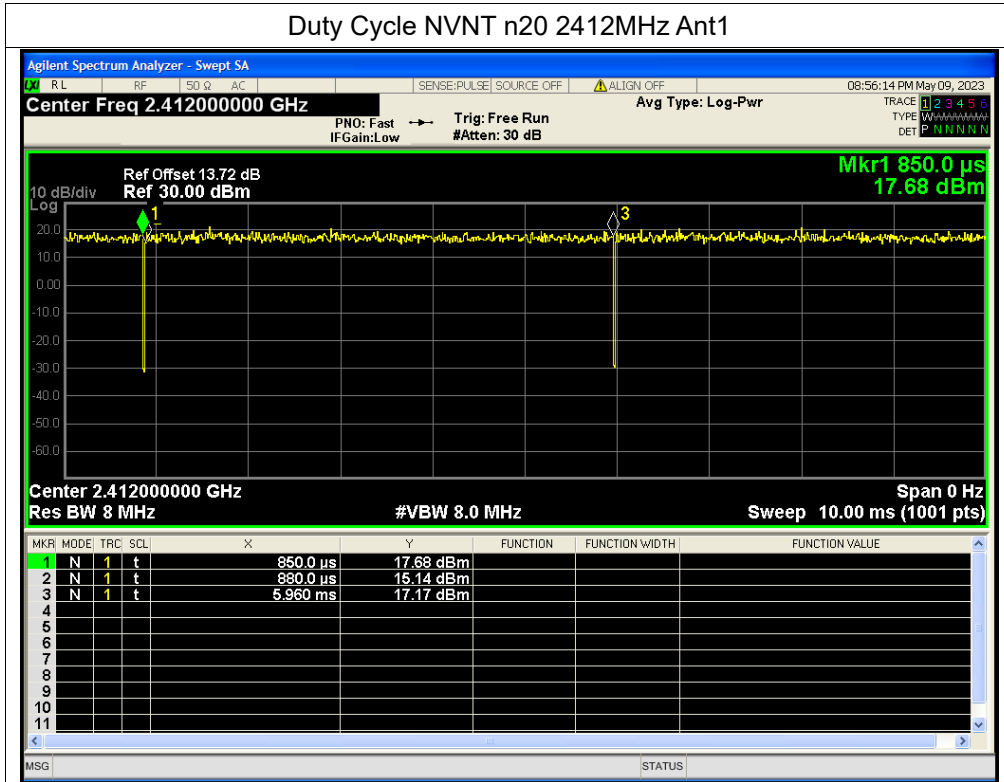 Duty Cycle NVNT n20 2412MHz Ant1
Agilent Spectrum Analyzer - Swept SA
LXI RL RF 50 Ω AC SENSE:PULSE SOURCE OFF ALIGN OFF 08:56:14 PM May 09, 2023
Center Freq 2.412000000 GHz Avg Type: Log-Pwr TRACE 1 2 3 4 5 6
PNO: Fast Trig: Free Run TYPE WWWWWW
IFGain:Low #Atten: 30 dB DET P N N N N N
Mkr1 850.0 µs
Ref Offset 13.72 dB
10 dB/div Ref 30.00 dBm 17.68 dBm
Log
1 3
20.0
10.0
0.00
-10.0
-20.0
-30.0
-40.0
-50.0
-60.0
Center 2.412000000 GHz Span 0 Hz
Res BW 8 MHz #VBW 8.0 MHz Sweep 10.00 ms (1001 pts)
MKR MODE TRC SCL X Y FUNCTION FUNCTION WIDTH FUNCTION VALUE
1 N 1 t 850.0 µs 17.68 dBm
2 N 1 t 880.0 µs 15.14 dBm
3 N 1 t 5.960 ms 17.17 dBm
4
5
6
7
8
9
10
11
MSG STATUS